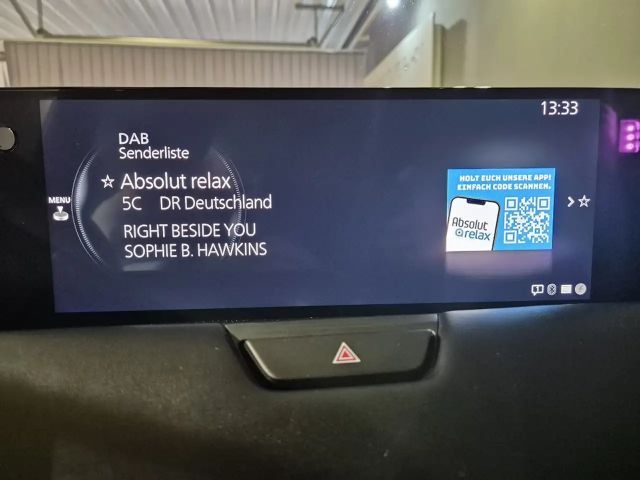 13:33
DAB
Senderliste
☆ Absolut relax
5C DR Deutschland
RIGHT BESIDE YOU
SOPHIE B. HAWKINS
MENU
HOLT EUCH UNSERE APP!
EINFACH CODE SCANNEN.
Absolut
relax